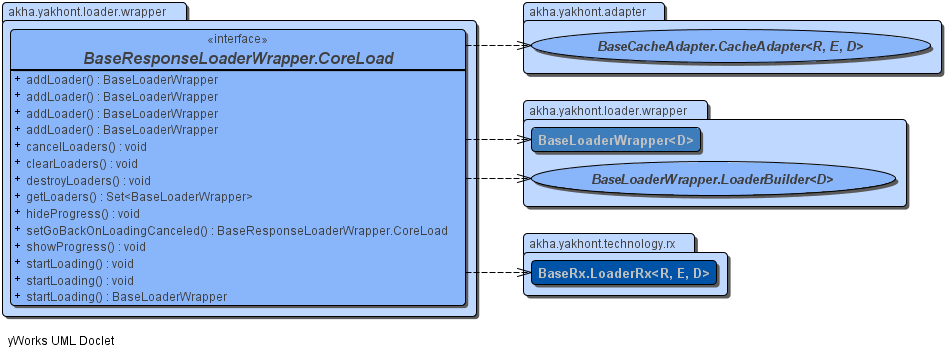 akha.yakhont.loader.wrapper
«interface»
BaseResponseLoaderWrapper.CoreLoad
+ addLoader() : BaseLoaderWrapper
+ addLoader() : BaseLoaderWrapper
+ addLoader() : BaseLoaderWrapper
+ addLoader() : BaseLoaderWrapper
+ cancelLoaders() : void
+ clearLoaders() : void
+ destroyLoaders() : void
+ getLoaders() : Set<BaseLoaderWrapper>
+ hideProgress() : void
+ setGoBackOnLoadingCanceled() : BaseResponseLoaderWrapper.CoreLoad
+ showProgress() : void
+ startLoading() : void
+ startLoading() : void
+ startLoading() : BaseLoaderWrapper
akha.yakhont.adapter
BaseCacheAdapter.CacheAdapter<R, E, D>
akha.yakhont.loader.wrapper
BaseLoaderWrapper<D>
BaseLoaderWrapper.LoaderBuilder<D>
akha.yakhont.technology.rx
BaseRx.LoaderRx<R, E, D>
yWorks UML Doclet